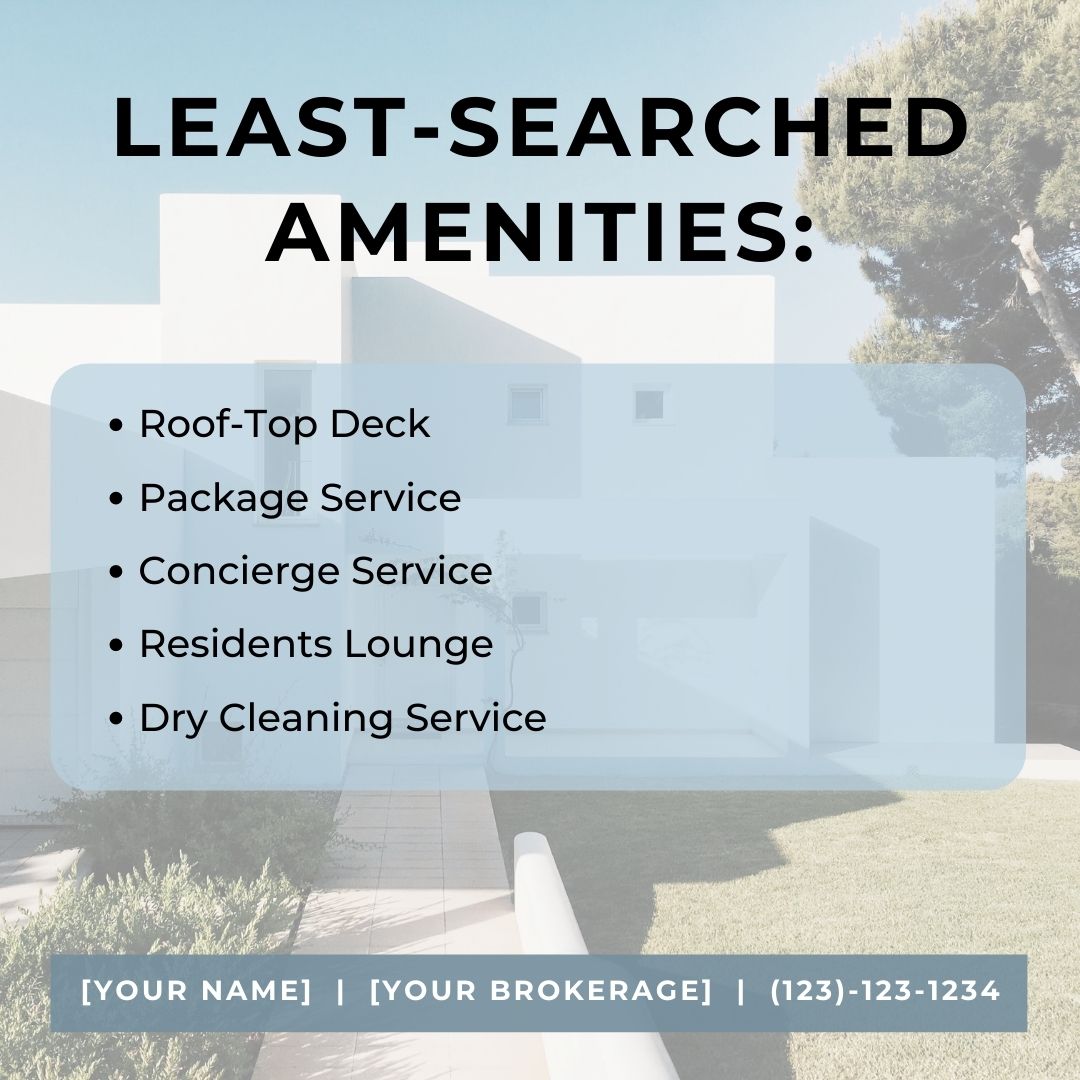 LEAST-SEARCHED
AMENITIES:
• Roof-Top Deck
• Package Service
• Concierge Service
• Residents Lounge
• Dry Cleaning Service
[YOUR NAME] | [YOUR BROKERAGE] | (123)-123-1234